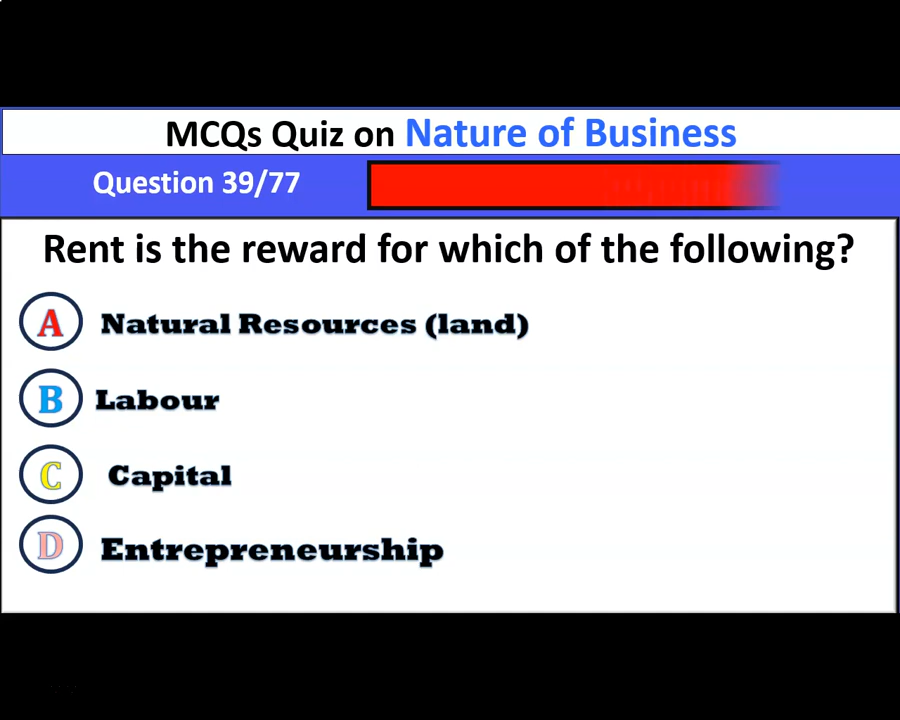 MCQs Quiz on Nature of Business
Question 39/77
Rent is the reward for which of the following?
A Natural Resources (land)
B Labour
C Capital
D Entrepreneurship